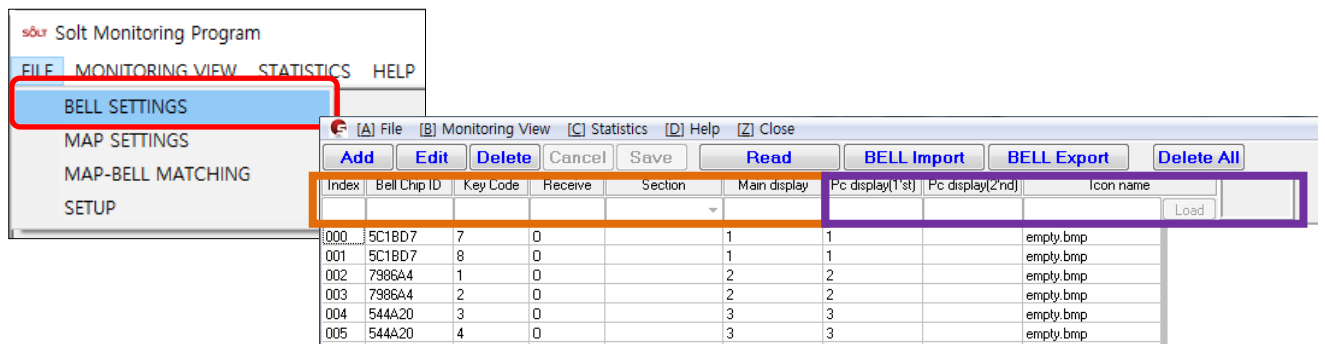 SÔLT Solt Monitoring Program
FILE MONITORING VIEW STATISTICS HELP
BELL SETTINGS
MAP SETTINGS
MAP-BELL MATCHING
SETUP
[A] File [B] Monitoring View [C] Statistics [D] Help [Z] Close
Add Edit Delete Cancel Save Read BELL Import BELL Export Delete All
Index Bell Chip ID Key Code Receive Section Main display Pc display(1'st) Pc display(2'nd) Icon name
Load
000 5C1BD7 7 0 1 1 empty.bmp
001 5C1BD7 8 0 1 1 empty.bmp
002 7986A4 1 0 2 2 empty.bmp
003 7986A4 2 0 2 2 empty.bmp
004 544A20 3 0 3 3 empty.bmp
005 544A20 4 0 3 3 empty.bmp